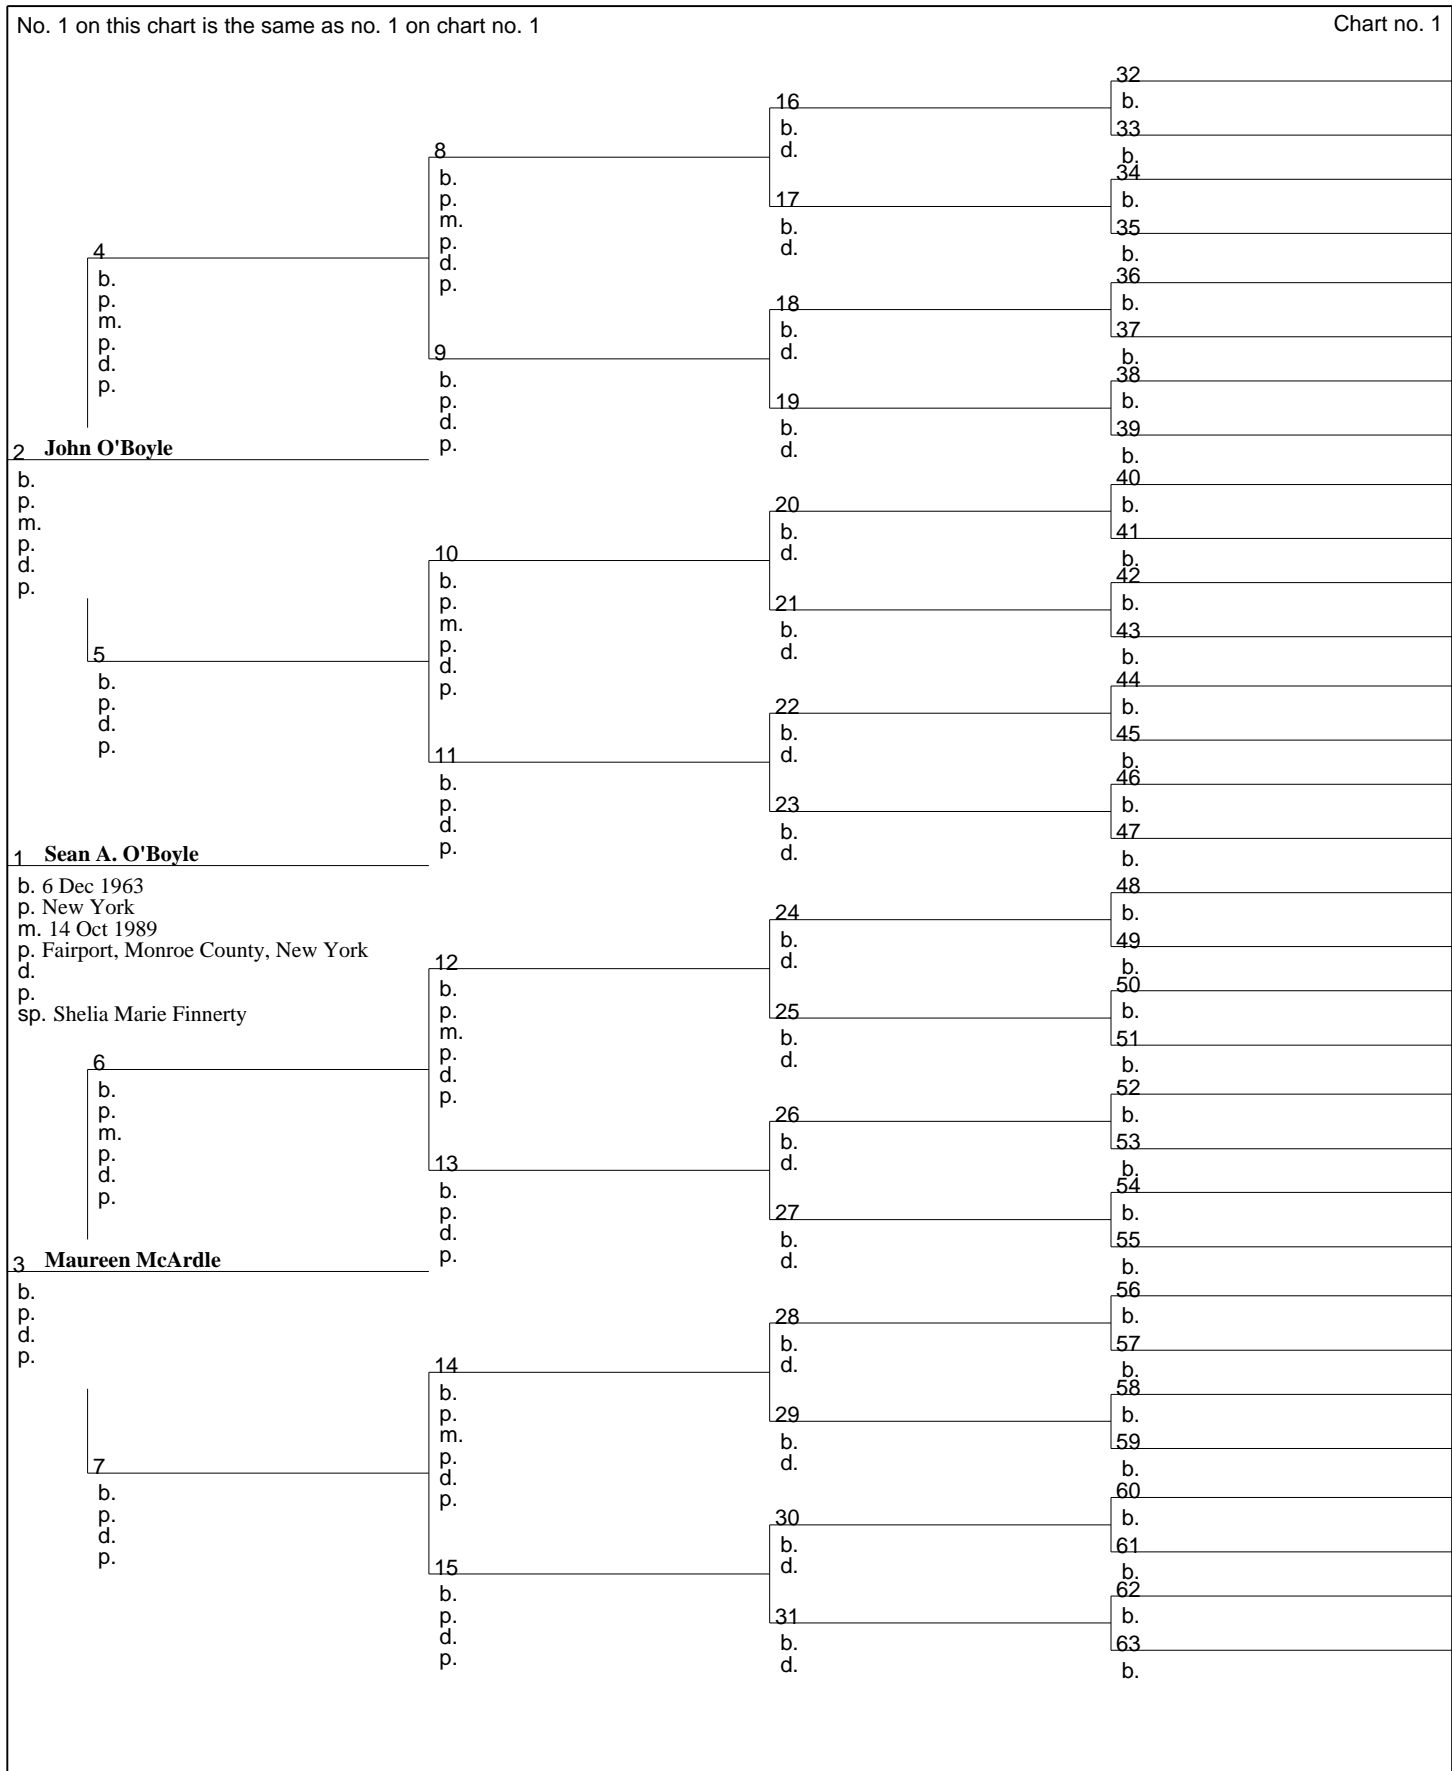 No. 1 on this chart is the same as no. 1 on chart no. 1
Chart no. 1
2 John O'Boyle
b.
p.
m.
p.
d.
p.
1 Sean A. O'Boyle
b. 6 Dec 1963
p. New York
m. 14 Oct 1989
p. Fairport, Monroe County, New York
d.
p.
sp. Shelia Marie Finnerty
3 Maureen McArdle
b.
p.
d.
p.
4
b.
p.
m.
p.
d.
p.
5
b.
p.
d.
p.
6
b.
p.
m.
p.
d.
p.
7
b.
p.
d.
p.
8
b.
p.
m.
p.
d.
p.
9
b.
p.
d.
p.
10
b.
p.
m.
p.
d.
p.
11
b.
p.
d.
p.
12
b.
p.
m.
p.
d.
p.
13
b.
p.
d.
p.
14
b.
p.
m.
p.
d.
p.
15
b.
p.
d.
p.
16
b.
d.
17
b.
d.
18
b.
d.
19
b.
d.
20
b.
d.
21
b.
d.
22
b.
d.
23
b.
d.
24
b.
d.
25
b.
d.
26
b.
d.
27
b.
d.
28
b.
d.
29
b.
d.
30
b.
d.
31
b.
d.
32
b.
33
b.
34
b.
35
b.
36
b.
37
b.
38
b.
39
b.
40
b.
41
b.
42
b.
43
b.
44
b.
45
b.
46
b.
47
b.
48
b.
49
b.
50
b.
51
b.
52
b.
53
b.
54
b.
55
b.
56
b.
57
b.
58
b.
59
b.
60
b.
61
b.
62
b.
63
b.